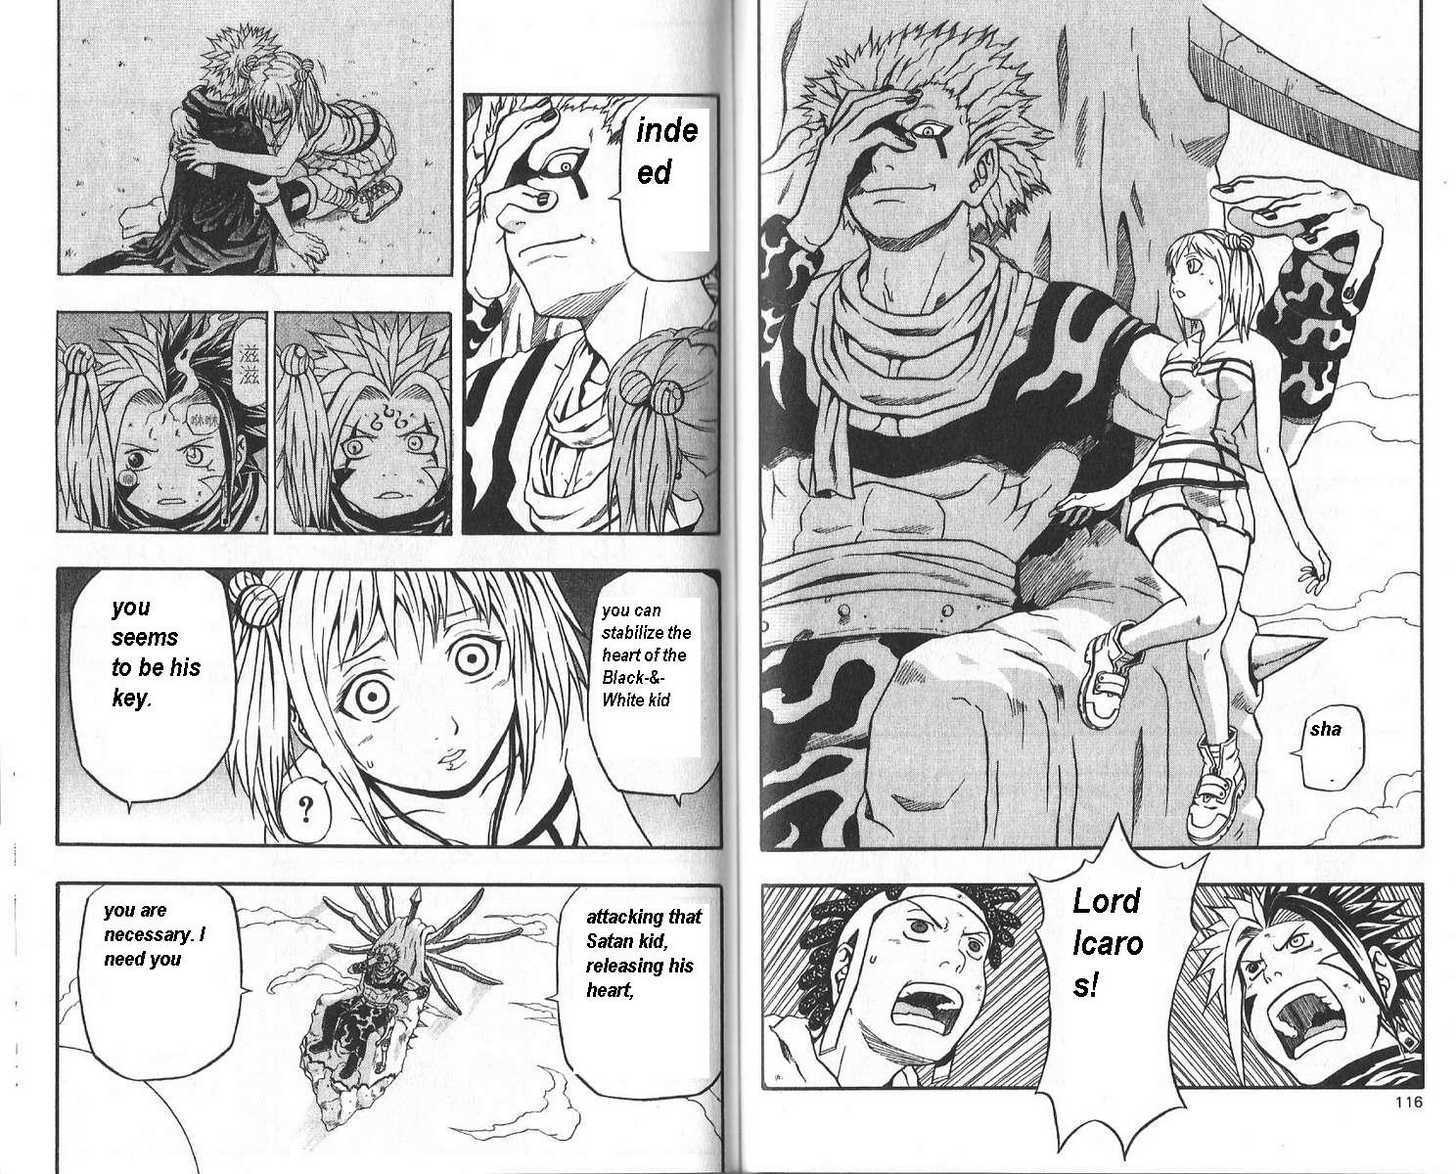 sha
Lord
Icaro
s!
116
inde
ed
滋
滋
you can
stabilize the
heart of the
Black-&-
White kid
?
you
seems
to be his
key.
attacking that
Satan kid,
releasing his
heart,
you are
necessary. I
need you